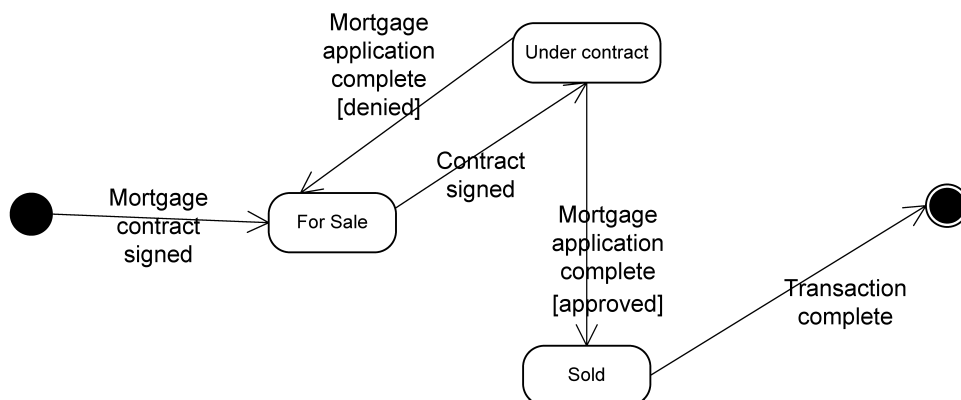 Mortgage
application
complete
[denied]
Under contract
Contract
signed
Mortgage
contract
signed
For Sale
Mortgage
application
complete
[approved]
Transaction
complete
Sold